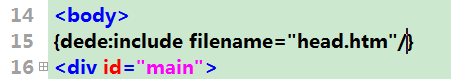 14 <body>
15 {dede:include filename="head.htm"/}
16 <div id="main">